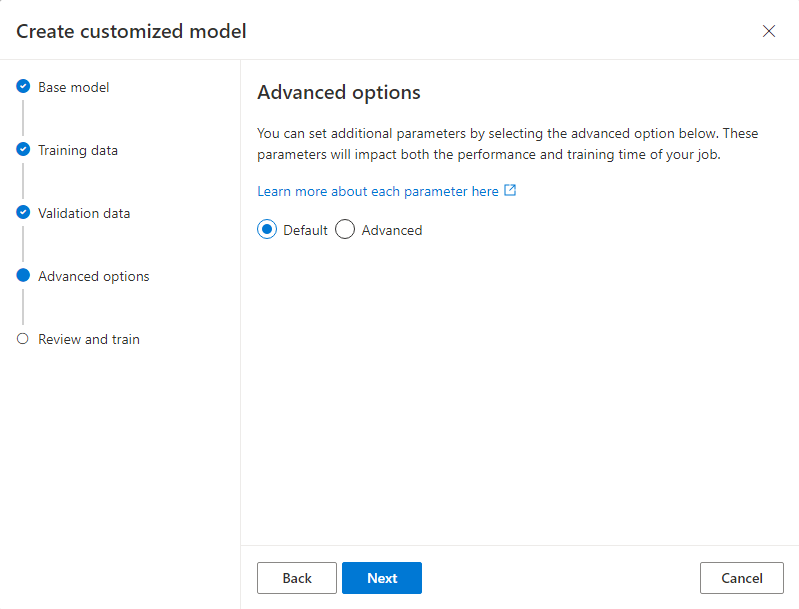 Create customized model
Base model
Training data
Validation data
Advanced options
Review and train
Advanced options
You can set additional parameters by selecting the advanced option below. These
parameters will impact both the performance and training time of your job.
Learn more about each parameter here
Default Advanced
Back Next Cancel